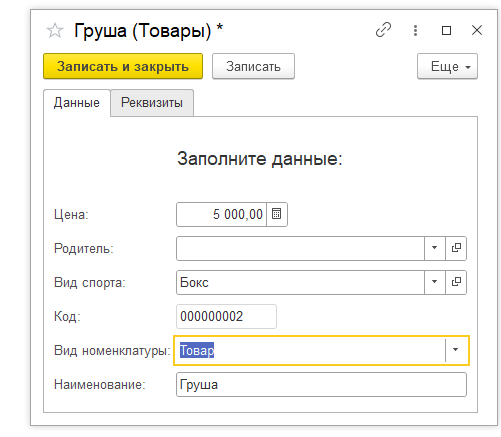 Груша (Товары) *
Записать и закрыть Записать Еще
Данные Реквизиты
Заполните данные:
Цена: 5 000,00
Родитель:
Вид спорта: Бокс
Код: 000000002
Вид номенклатуры: Товар
Наименование: Груша